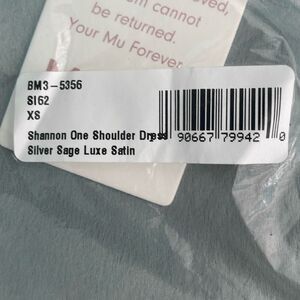 be returned.
Your Mu Forever
BM3-5356
SI62
XS
Shannon One Shoulder Dress
Silver Sage Luxe Satin
90667 79942 0